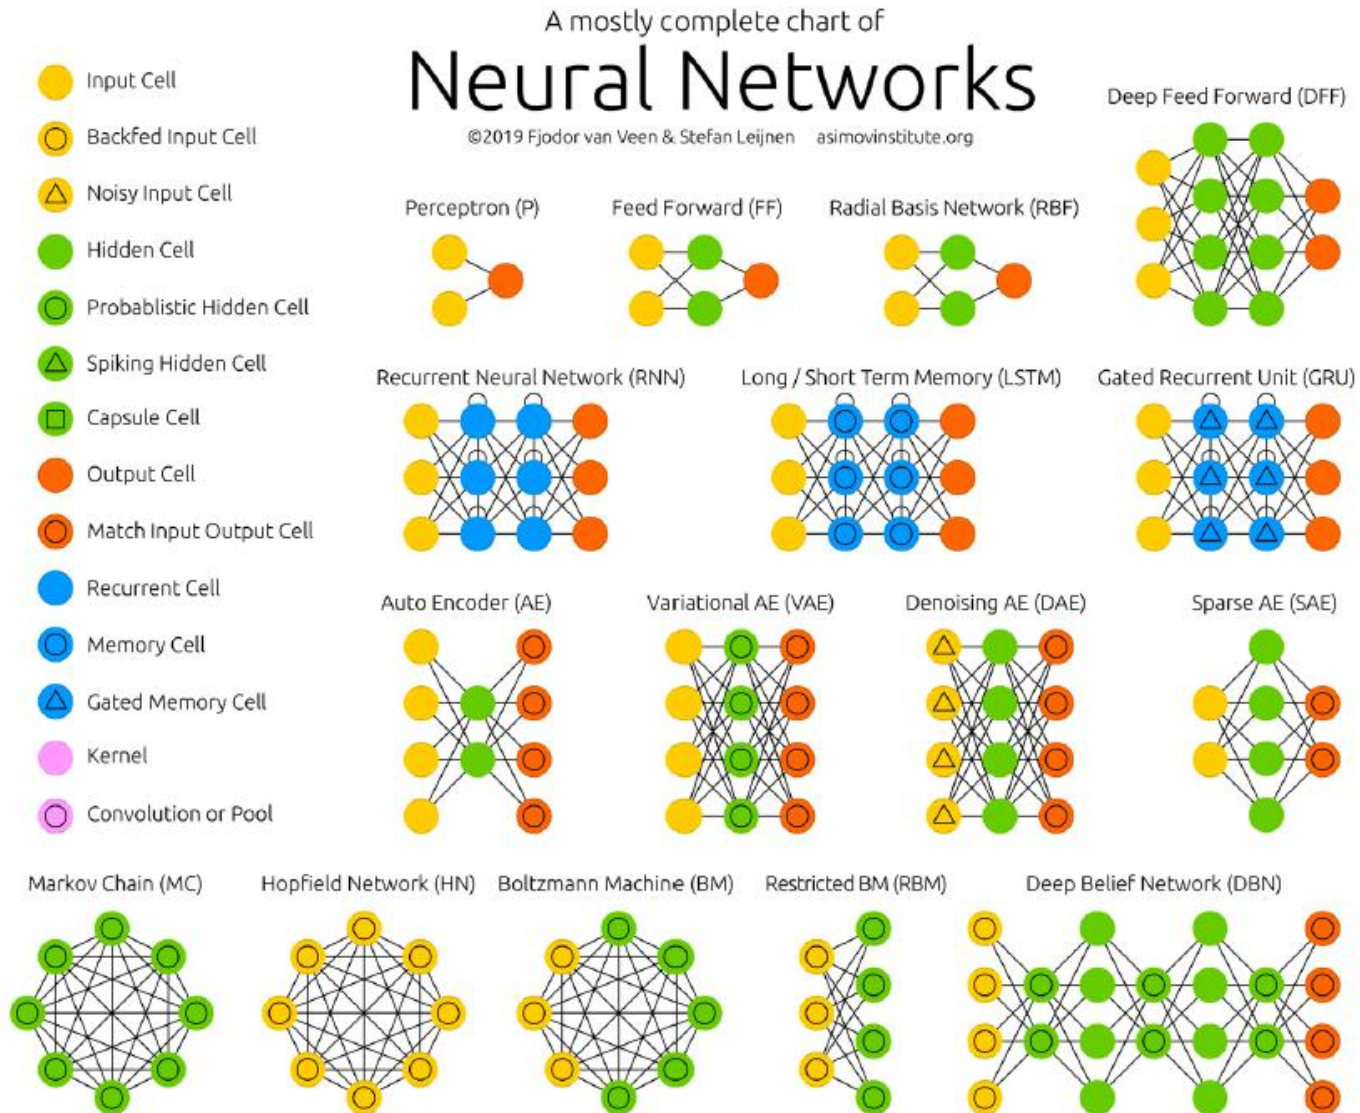 A mostly complete chart of
Neural Networks
©2019 Fjodor van Veen & Stefan Leijnen asimovinstitute.org
Input Cell
Backfed Input Cell
Noisy Input Cell
Hidden Cell
Probablistic Hidden Cell
Spiking Hidden Cell
Capsule Cell
Output Cell
Match Input Output Cell
Recurrent Cell
Memory Cell
Gated Memory Cell
Kernel
Convolution or Pool
Deep Feed Forward (DFF)
Perceptron (P)
Feed Forward (FF)
Radial Basis Network (RBF)
Recurrent Neural Network (RNN)
Long / Short Term Memory (LSTM)
Gated Recurrent Unit (GRU)
Auto Encoder (AE)
Variational AE (VAE)
Denoising AE (DAE)
Sparse AE (SAE)
Markov Chain (MC)
Hopfield Network (HN)
Boltzmann Machine (BM)
Restricted BM (RBM)
Deep Belief Network (DBN)